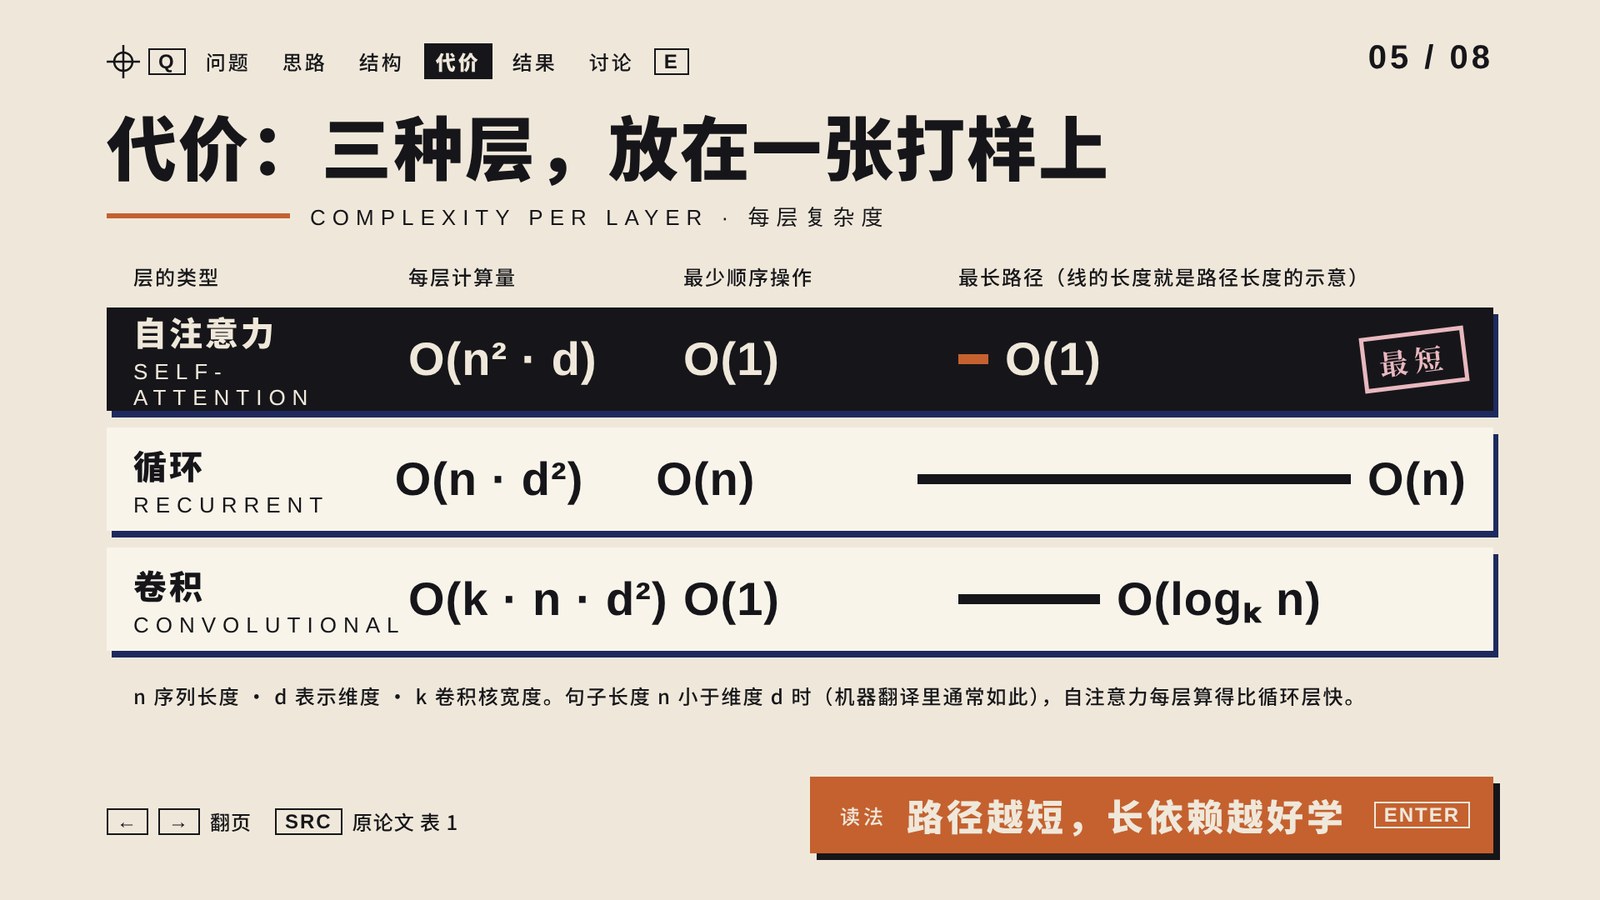 Q 问题 思路 结构 代价 结果 讨论 E
05 / 08
代价：三种层，放在一张打样上
COMPLEXITY PER LAYER · 每层复杂度
层的类型 每层计算量 最少顺序操作 最长路径（线的长度就是路径长度的示意）
自注意力
SELF-
ATTENTION
O(n² · d) O(1) O(1)
最短
循环
RECURRENT
O(n · d²) O(n) O(n)
卷积
CONVOLUTIONAL
O(k · n · d²) O(1) O(logₖ n)
n 序列长度 · d 表示维度 · k 卷积核宽度。句子长度 n 小于维度 d 时（机器翻译里通常如此），自注意力每层算得比循环层快。
← → 翻页 SRC 原论文 表 1
读法 路径越短，长依赖越好学 ENTER